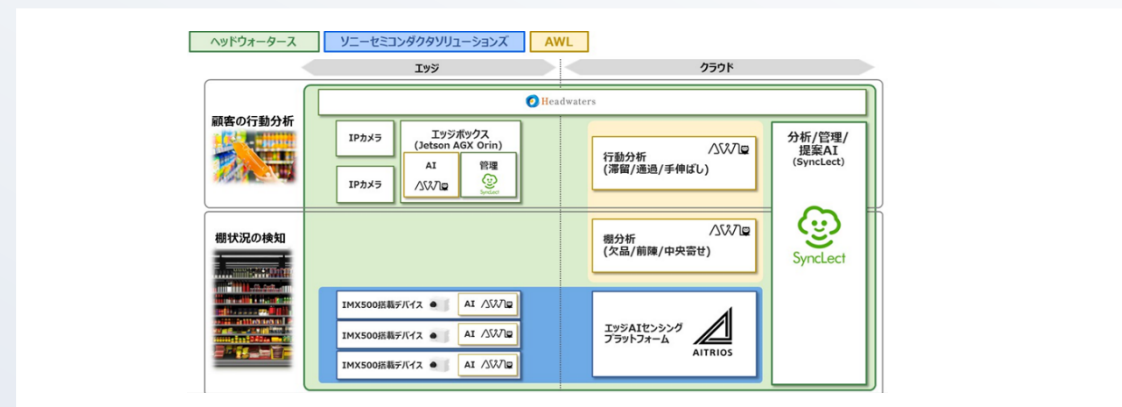 ヘッドウォータース
ソニーセミコンダクタソリューションズ
AWL
エッジ
クラウド
Headwaters
顧客の行動分析
IPカメラ
IPカメラ
エッジボックス
(Jetson AGX Orin)
AI
AWL
管理
SyncLect
行動分析
(滞留/通過/手伸ばし)
AWL
分析/管理/
提案AI
(SyncLect)
SyncLect
棚状況の検知
棚分析
(欠品/前陳/中央寄せ)
AWL
IMX500搭載デバイス
AI AWL
IMX500搭載デバイス
AI AWL
IMX500搭載デバイス
AI AWL
エッジAIセンシング
プラットフォーム
AITRIOS